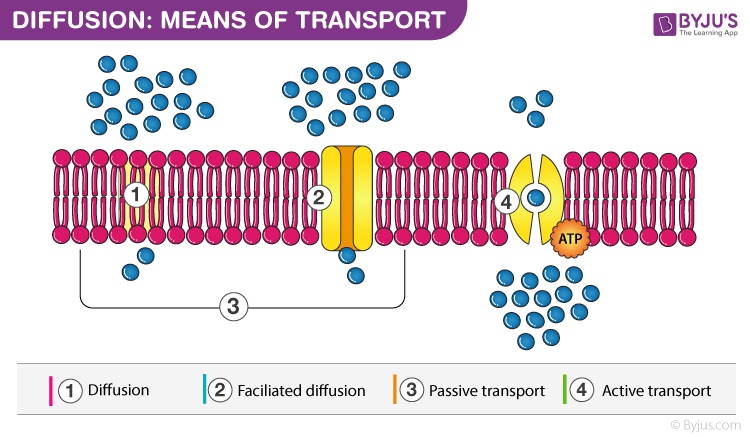 DIFFUSION: MEANS OF TRANSPORT
BYJU'S
The Learning App
1
2
4
ATP
3
1 Diffusion
2 Faciliated diffusion
3 Passive transport
4 Active transport
© Byjus.com